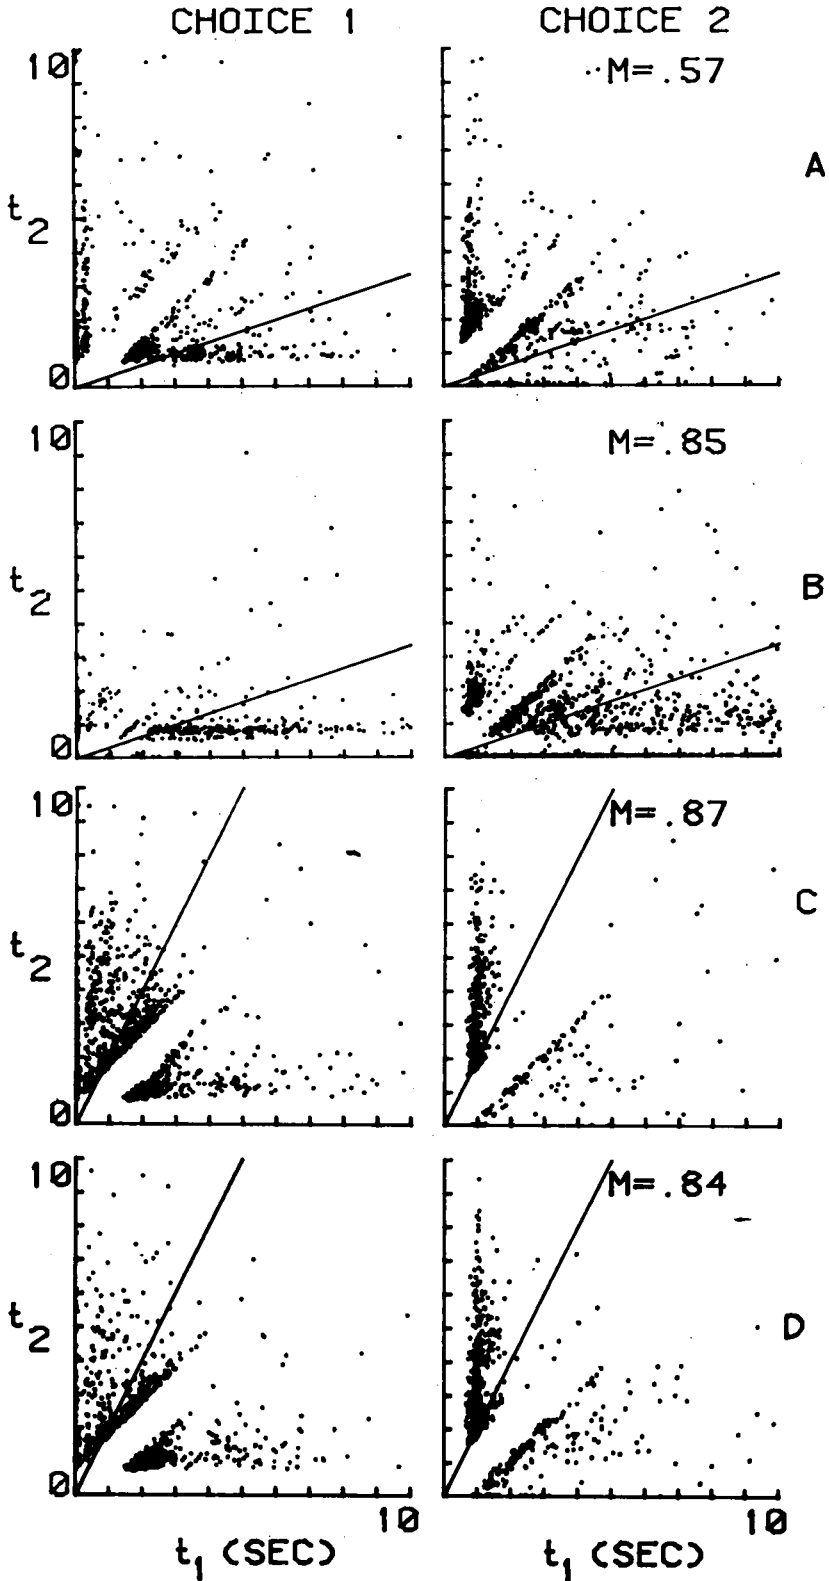 CHOICE 1 CHOICE 2
10 M=.57
A
t2
0
10 M=.85
B
t2
0
10 M=.87
C
t2
0
10 M=.84
t2 D
0
10 10
t1 (SEC) t1 (SEC)